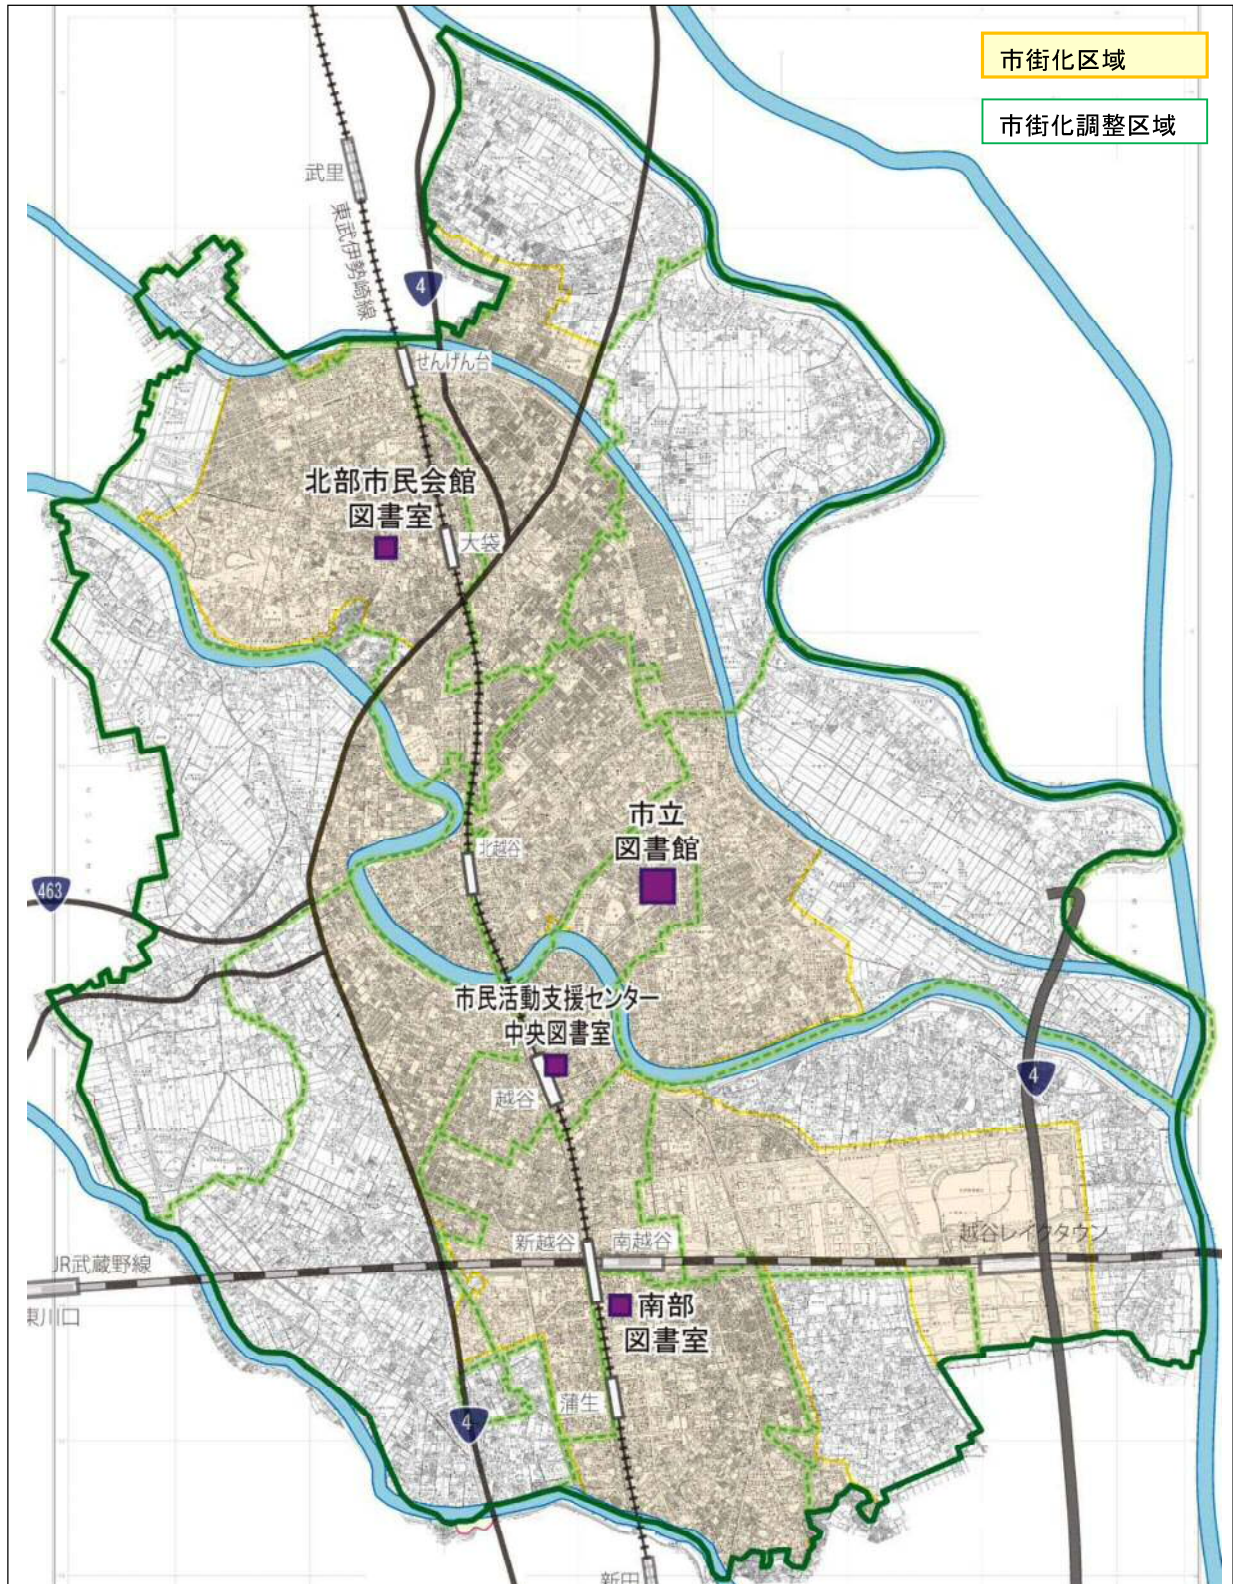 市街化区域
市街化調整区域
武里
東武伊勢崎線
4
せんげん台
北部市民会館
図書室
大袋
市立
図書館
北越谷
463
市民活動支援センター
中央図書室
越谷
4
越谷レイクタウン
新越谷
南越谷
JR武蔵野線
東川口
南部
図書室
蒲生
4
新田